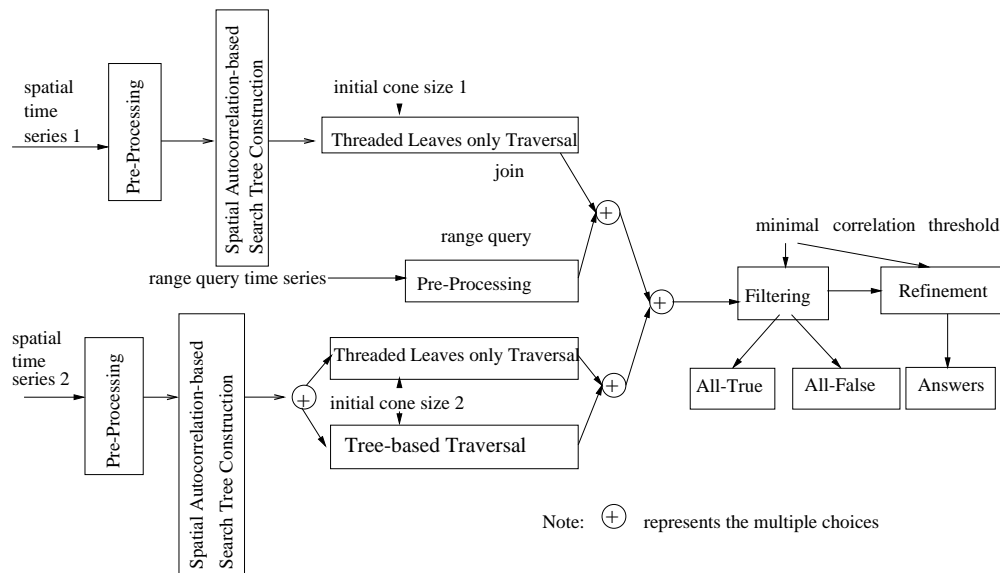 spatial
time
series 1
Pre-Processing
Spatial Autocorrelation-based
Search Tree Construction
initial cone size 1
Threaded Leaves only Traversal
join
+
range query
range query time series
Pre-Processing
+
minimal correlation threshold
Filtering
Refinement
All-True
All-False
Answers
spatial
time
series 2
Pre-Processing
Spatial Autocorrelation-based
Search Tree Construction
+
Threaded Leaves only Traversal
initial cone size 2
Tree-based Traversal
+
Note: + represents the multiple choices